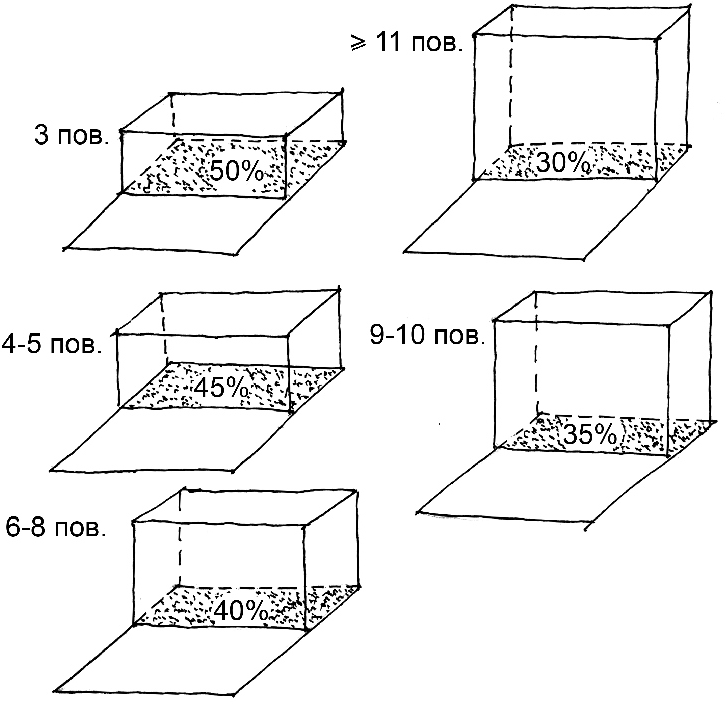 3 пов.
50%
⩾ 11 пов.
30%
4-5 пов.
45%
9-10 пов.
35%
6-8 пов.
40%